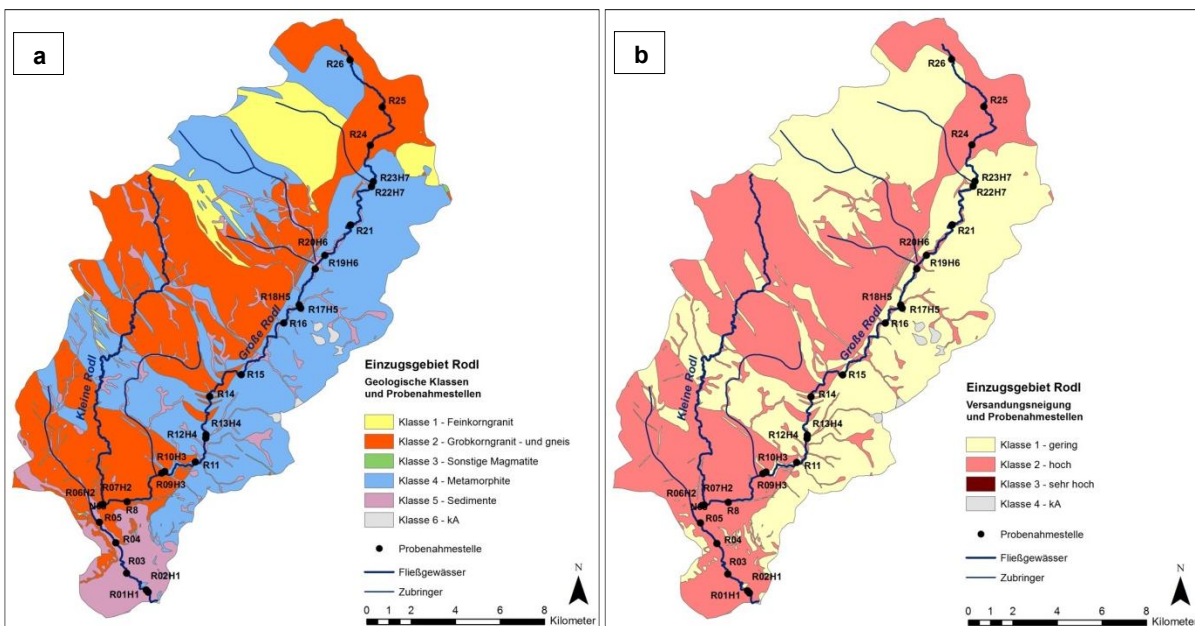 a
R26
R25
R24
R23H7
R22H7
R21
R20H6
R19H6
R18H5
R17H5
R16
Große Rodl
R15
Kleine Rodl
R14
R13H4
R12H4
R10H3
R11
R09H3
R07H2
R06H2
R8
R05
R04
R03
R02H1
R01H1
Einzugsgebiet Rodl
Geologische Klassen
und Probenahmestellen
Klasse 1 - Feinkorngranit
Klasse 2 - Grobkorngranit - und gneis
Klasse 3 - Sonstige Magmatite
Klasse 4 - Metamorphite
Klasse 5 - Sedimente
Klasse 6 - kA
Probenahmestelle
Fließgewässer
Zubringer
N
0 1 2 4 6 8
Kilometer
b
R26
R25
R24
R23H7
R22H7
R21
R20H6
R19H6
R18H5
R17H5
R16
Große Rodl
R15
Kleine Rodl
R14
R13H4
R12H4
R10H3
R11
R09H3
R07H2
R06H2
R8
R05
R04
R03
R02H1
R01H1
Einzugsgebiet Rodl
Versandungsneigung
und Probenahmestellen
Klasse 1 - gering
Klasse 2 - hoch
Klasse 3 - sehr hoch
Klasse 4 - kA
Probenahmestelle
Fließgewässer
Zubringer
N
0 1 2 4 6 8
Kilometer